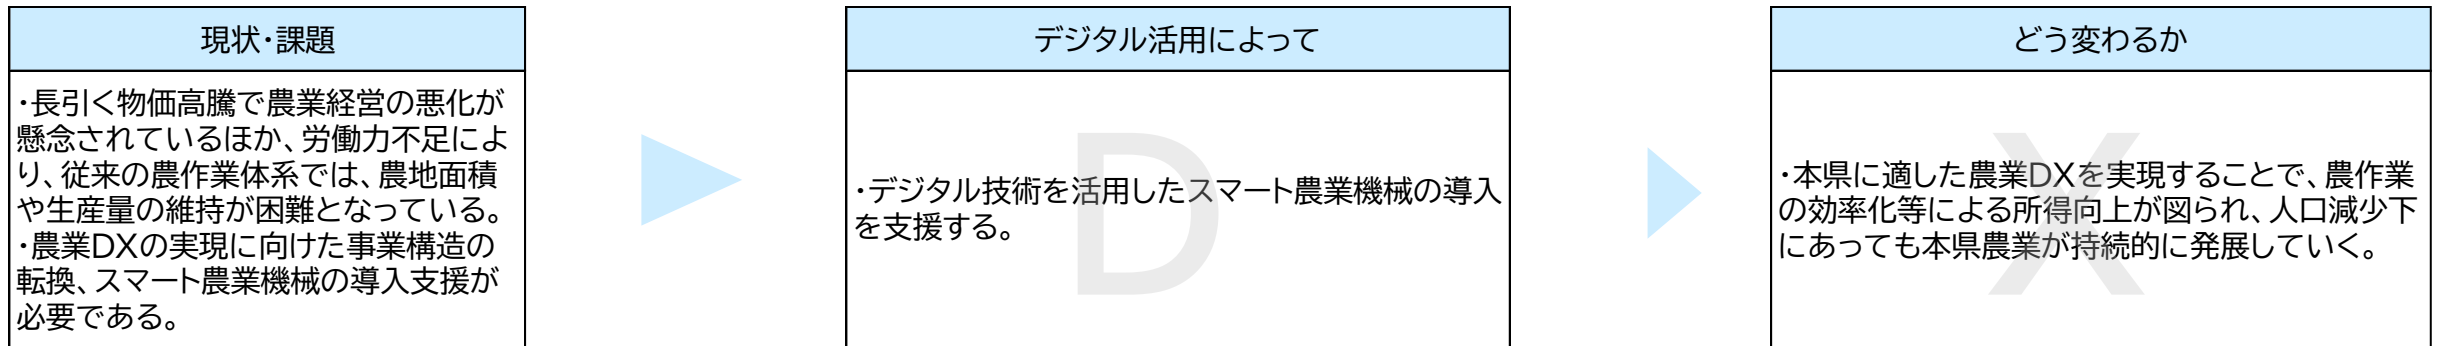 現状・課題
・長引く物価高騰で農業経営の悪化が
懸念されているほか、労働力不足によ
り、従来の農作業体系では、農地面積
や生産量の維持が困難となっている。
・農業DXの実現に向けた事業構造の
転換、スマート農業機械の導入支援が
必要である。
デジタル活用によって
D
・デジタル技術を活用したスマート農業機械の導入
を支援する。
どう変わるか
X
・本県に適した農業DXを実現することで、農作業
の効率化等による所得向上が図られ、人口減少下
にあっても本県農業が持続的に発展していく。